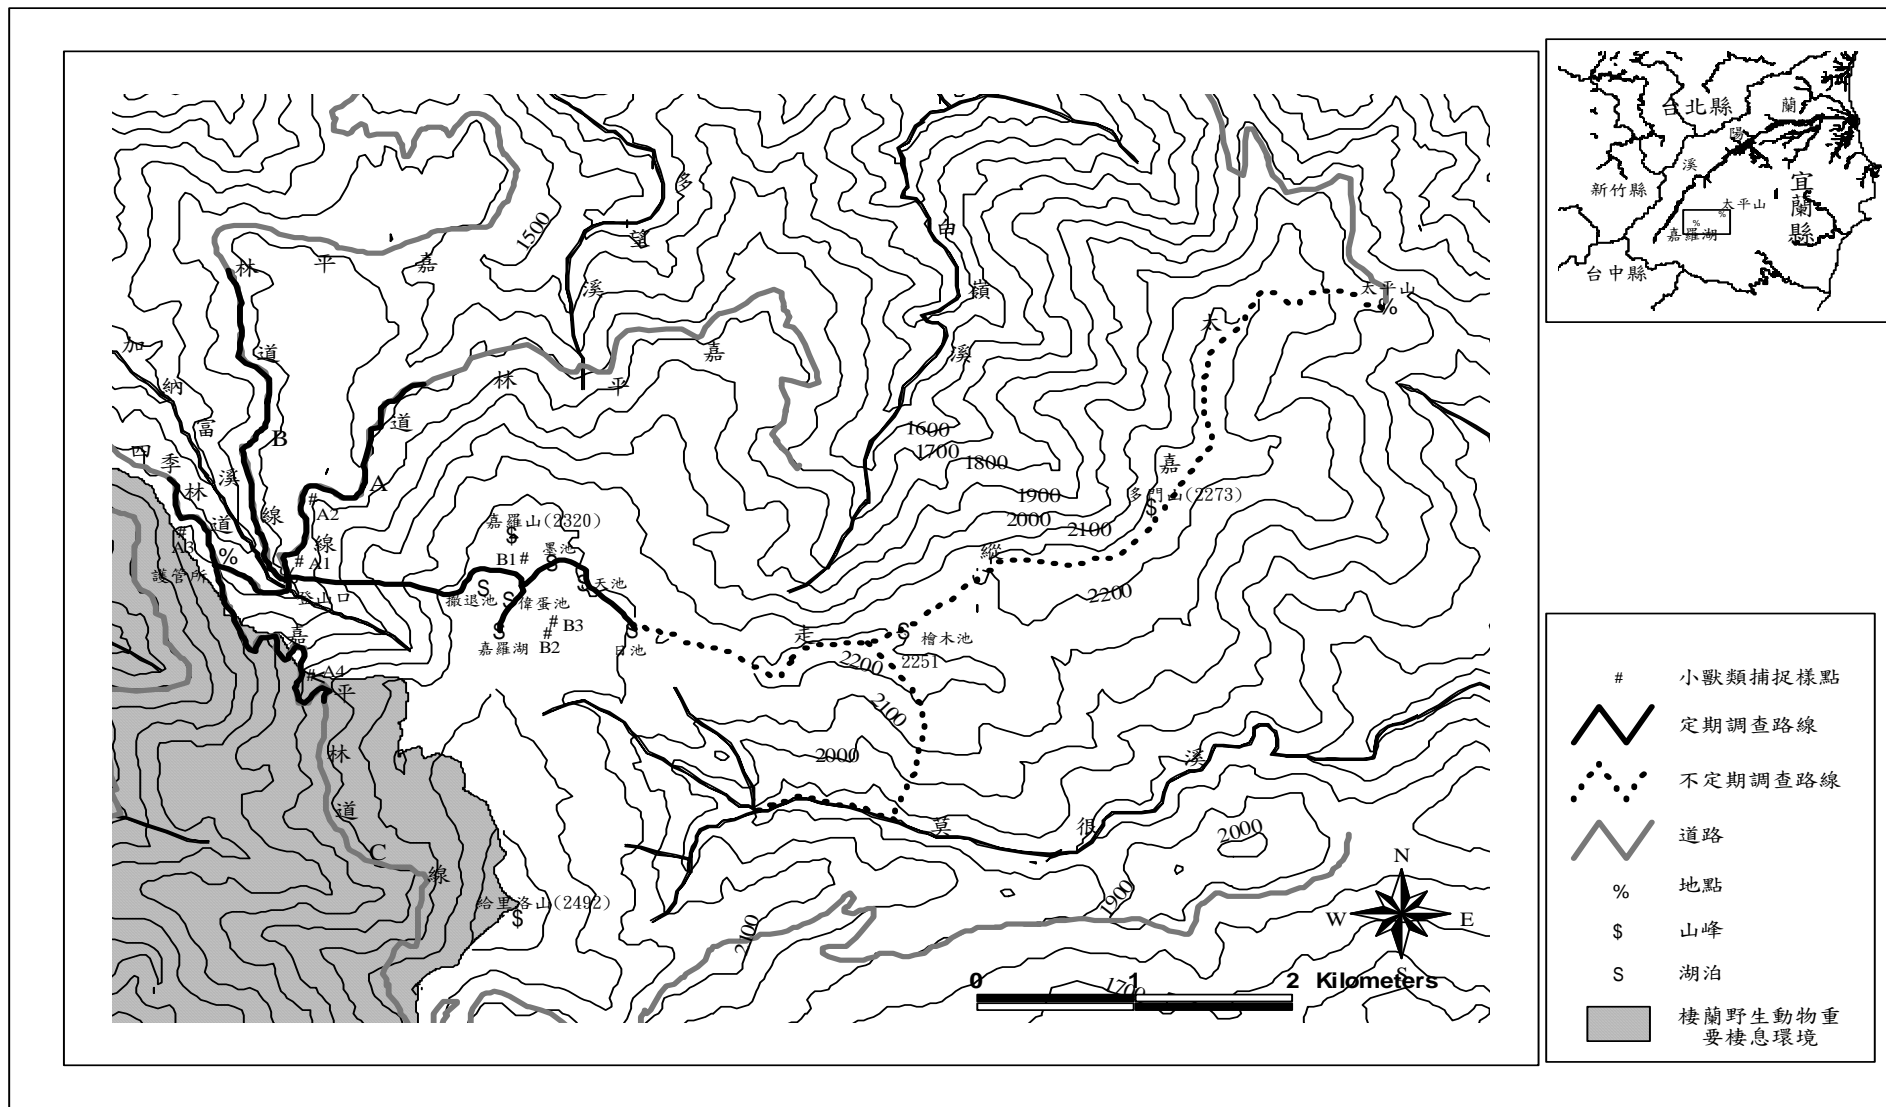 多
望
溪
1500
林 平 嘉
道
B
線
加
納
富
溪
四
季
林
道
%
護管所
# A3
# A2
# A1
線
A
道
林 平 嘉
登山口
嘉
# A4
平
林
道
C
線
嘉羅山(2320)
$
B1 #
墨池
S
S 天池
S
撤退池
S
偉蛋池
S
嘉羅湖
# B3
# B2
S
日池
给里洛山(2492)
$
由
嶺
溪
1600
1700
1800
1900
2000
2100
2200
太平山
%
太
嘉
多門山(2273)
$
縱
走
S
檜木池
2251
2200
2100
2000
莫
很
溪
2000
1900
2100
1700
N
W
E
S
0 1 2 Kilometers
台北縣
蘭
陽
溪
新竹縣
宜蘭縣
太平山
%
%
嘉羅湖
台中縣
# 小獸類捕捉樣點
定期調查路線
不定期調查路線
道路
% 地點
$ 山峰
S 湖泊
棲蘭野生動物重
要棲息環境